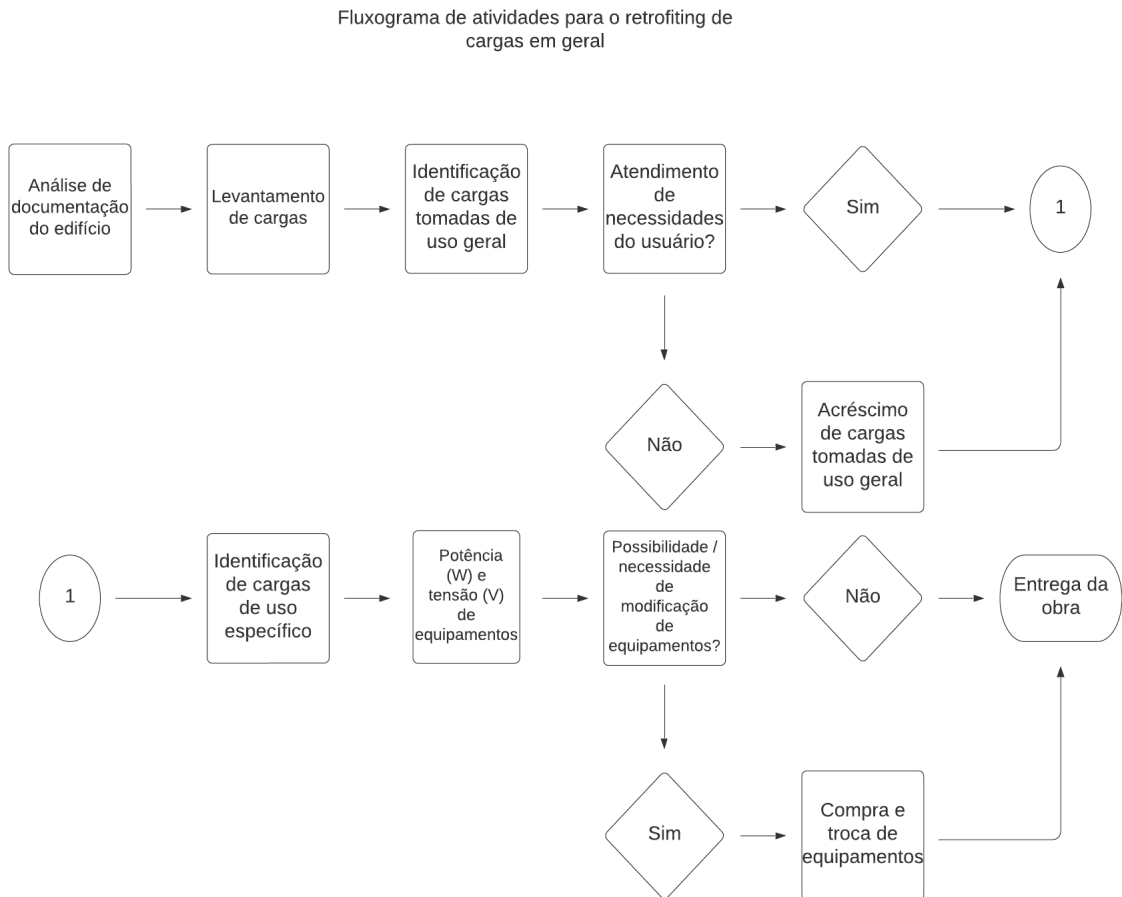 Fluxograma de atividades para o retrofiting de
cargas em geral
Análise de
documentação
do edifício
Levantamento
de cargas
Identificação
de cargas
tomadas de
uso geral
Atendimento
de
necessidades
do usuário?
Sim
1
Não
Acréscimo
de cargas
tomadas de
uso geral
1
Identificação
de cargas
de uso
específico
Potência
(W) e
tensão (V)
de
equipamentos
Possibilidade /
necessidade
de
modificação
de
equipamentos?
Não
Entrega da
obra
Sim
Compra e
troca de
equipamentos